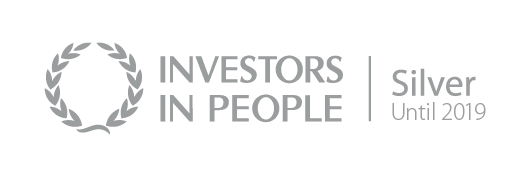 INVESTORS
IN PEOPLE
Silver
Until 2019